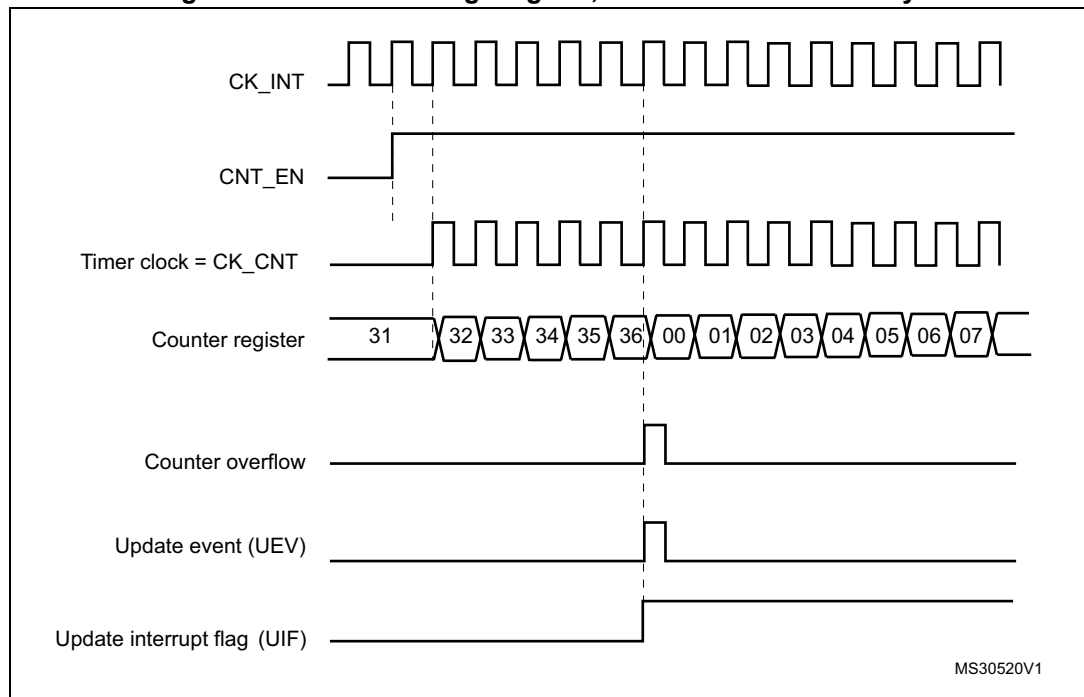 CK_INT
CNT_EN
Timer clock = CK_CNT
Counter register 31 32 33 34 35 36 00 01 02 03 04 05 06 07
Counter overflow
Update event (UEV)
Update interrupt flag (UIF)
MS30520V1